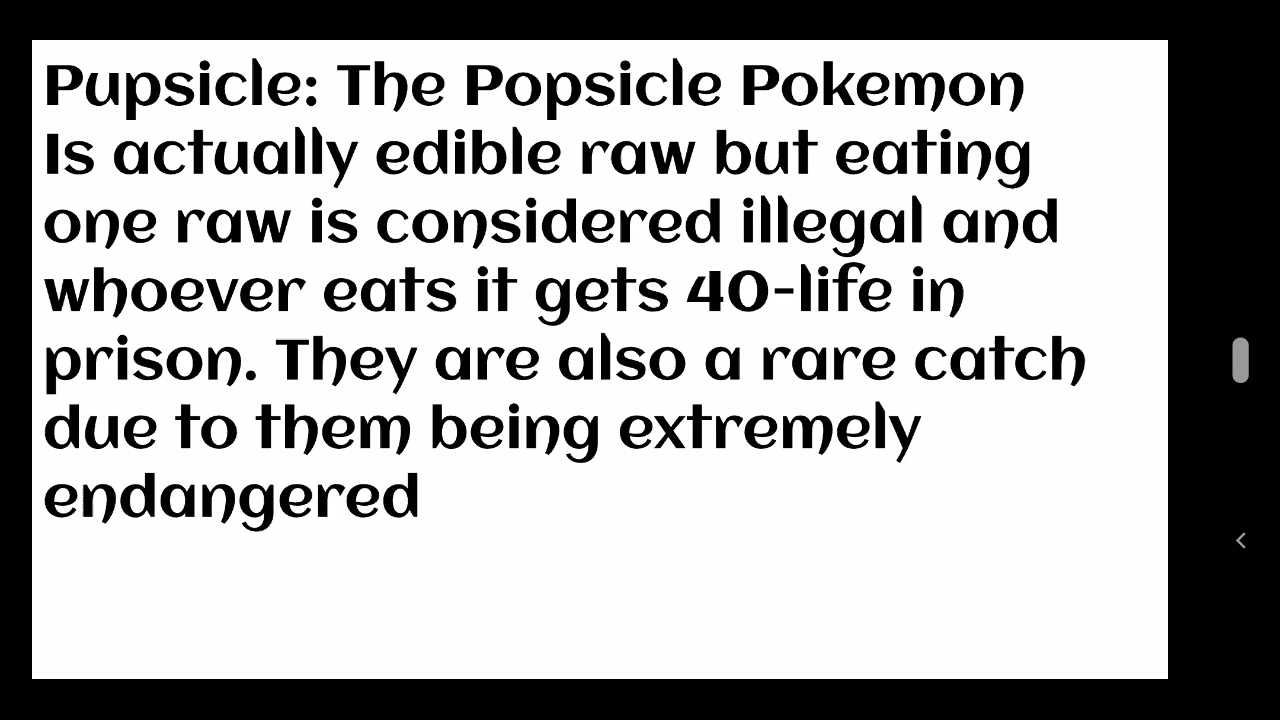 Pupsicle: The Popsicle Pokemon
Is actually edible raw but eating
one raw is considered illegal and
whoever eats it gets 40-life in
prison. They are also a rare catch
due to them being extremely
endangered